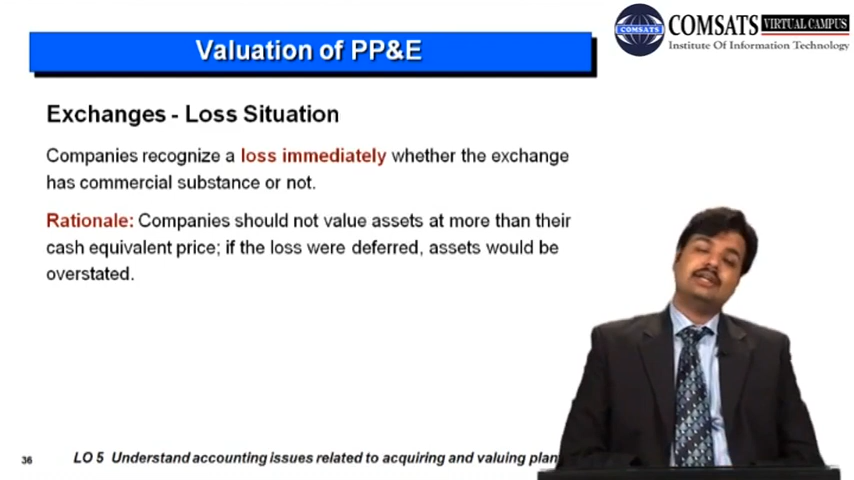 COMSATS VIRTUAL CAMPUS
COMSATS
Institute Of Information Technology
Valuation of PP&E
Exchanges - Loss Situation
Companies recognize a loss immediately whether the exchange
has commercial substance or not.
Rationale: Companies should not value assets at more than their
cash equivalent price; if the loss were deferred, assets would be
overstated.
36
LO 5 Understand accounting issues related to acquiring and valuing plan